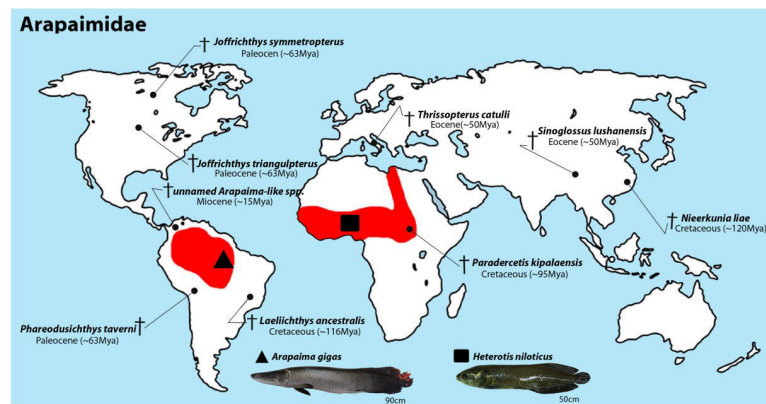 Arapaimidae
† Joffrichthys symmetropterus
Paleocen (~63Mya)
† Thrissopterus catulli
Eocene(~50Mya)
† Sinoglossus lushanensis
Eocene (~50Mya)
† Joffrichthys triangulpterus
Paleocene (~63Mya)
† unnamed Arapaima-like spp.
Miocene (~15Mya)
† Nieerkunia liae
Cretaceous (~120Mya)
† Paradercetis kipalaensis
Cretaceous (~95Mya)
Phareodusichthys taverni †
Paleocene (~63Mya)
† Laeliichthys ancestralis
Cretaceous (~116Mya)
Arapaima gigas
Heterotis niloticus
90cm
50cm